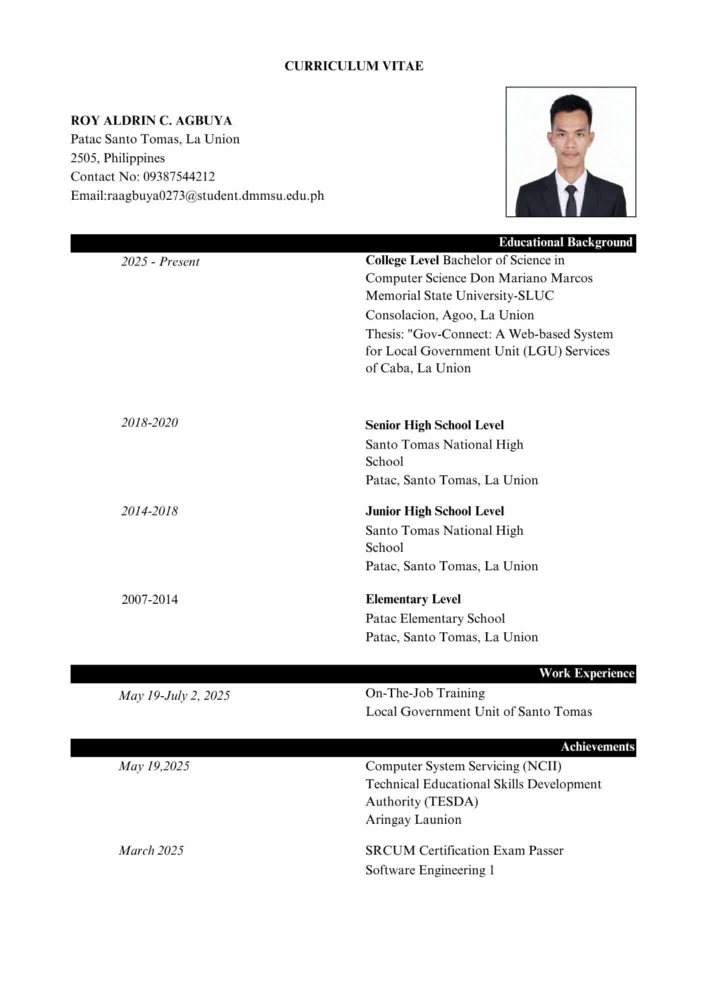 CURRICULUM VITAE
ROY ALDRIN C. AGBUYA
Patac Santo Tomas, La Union
2505, Philippines
Contact No: 09387544212
Email:raagbuya0273@student.dmmsu.edu.ph
Educational Background
2025 - Present
College Level Bachelor of Science in
Computer Science Don Mariano Marcos
Memorial State University-SLUC
Consolacion, Agoo, La Union
Thesis: "Gov-Connect: A Web-based System
for Local Government Unit (LGU) Services
of Caba, La Union
2018-2020
Senior High School Level
Santo Tomas National High
School
Patac, Santo Tomas, La Union
2014-2018
Junior High School Level
Santo Tomas National High
School
Patac, Santo Tomas, La Union
2007-2014
Elementary Level
Patac Elementary School
Patac, Santo Tomas, La Union
Work Experience
May 19-July 2, 2025
On-The-Job Training
Local Government Unit of Santo Tomas
Achievements
May 19,2025
Computer System Servicing (NCII)
Technical Educational Skills Development
Authority (TESDA)
Aringay Launion
March 2025
SRCUM Certification Exam Passer
Software Engineering 1